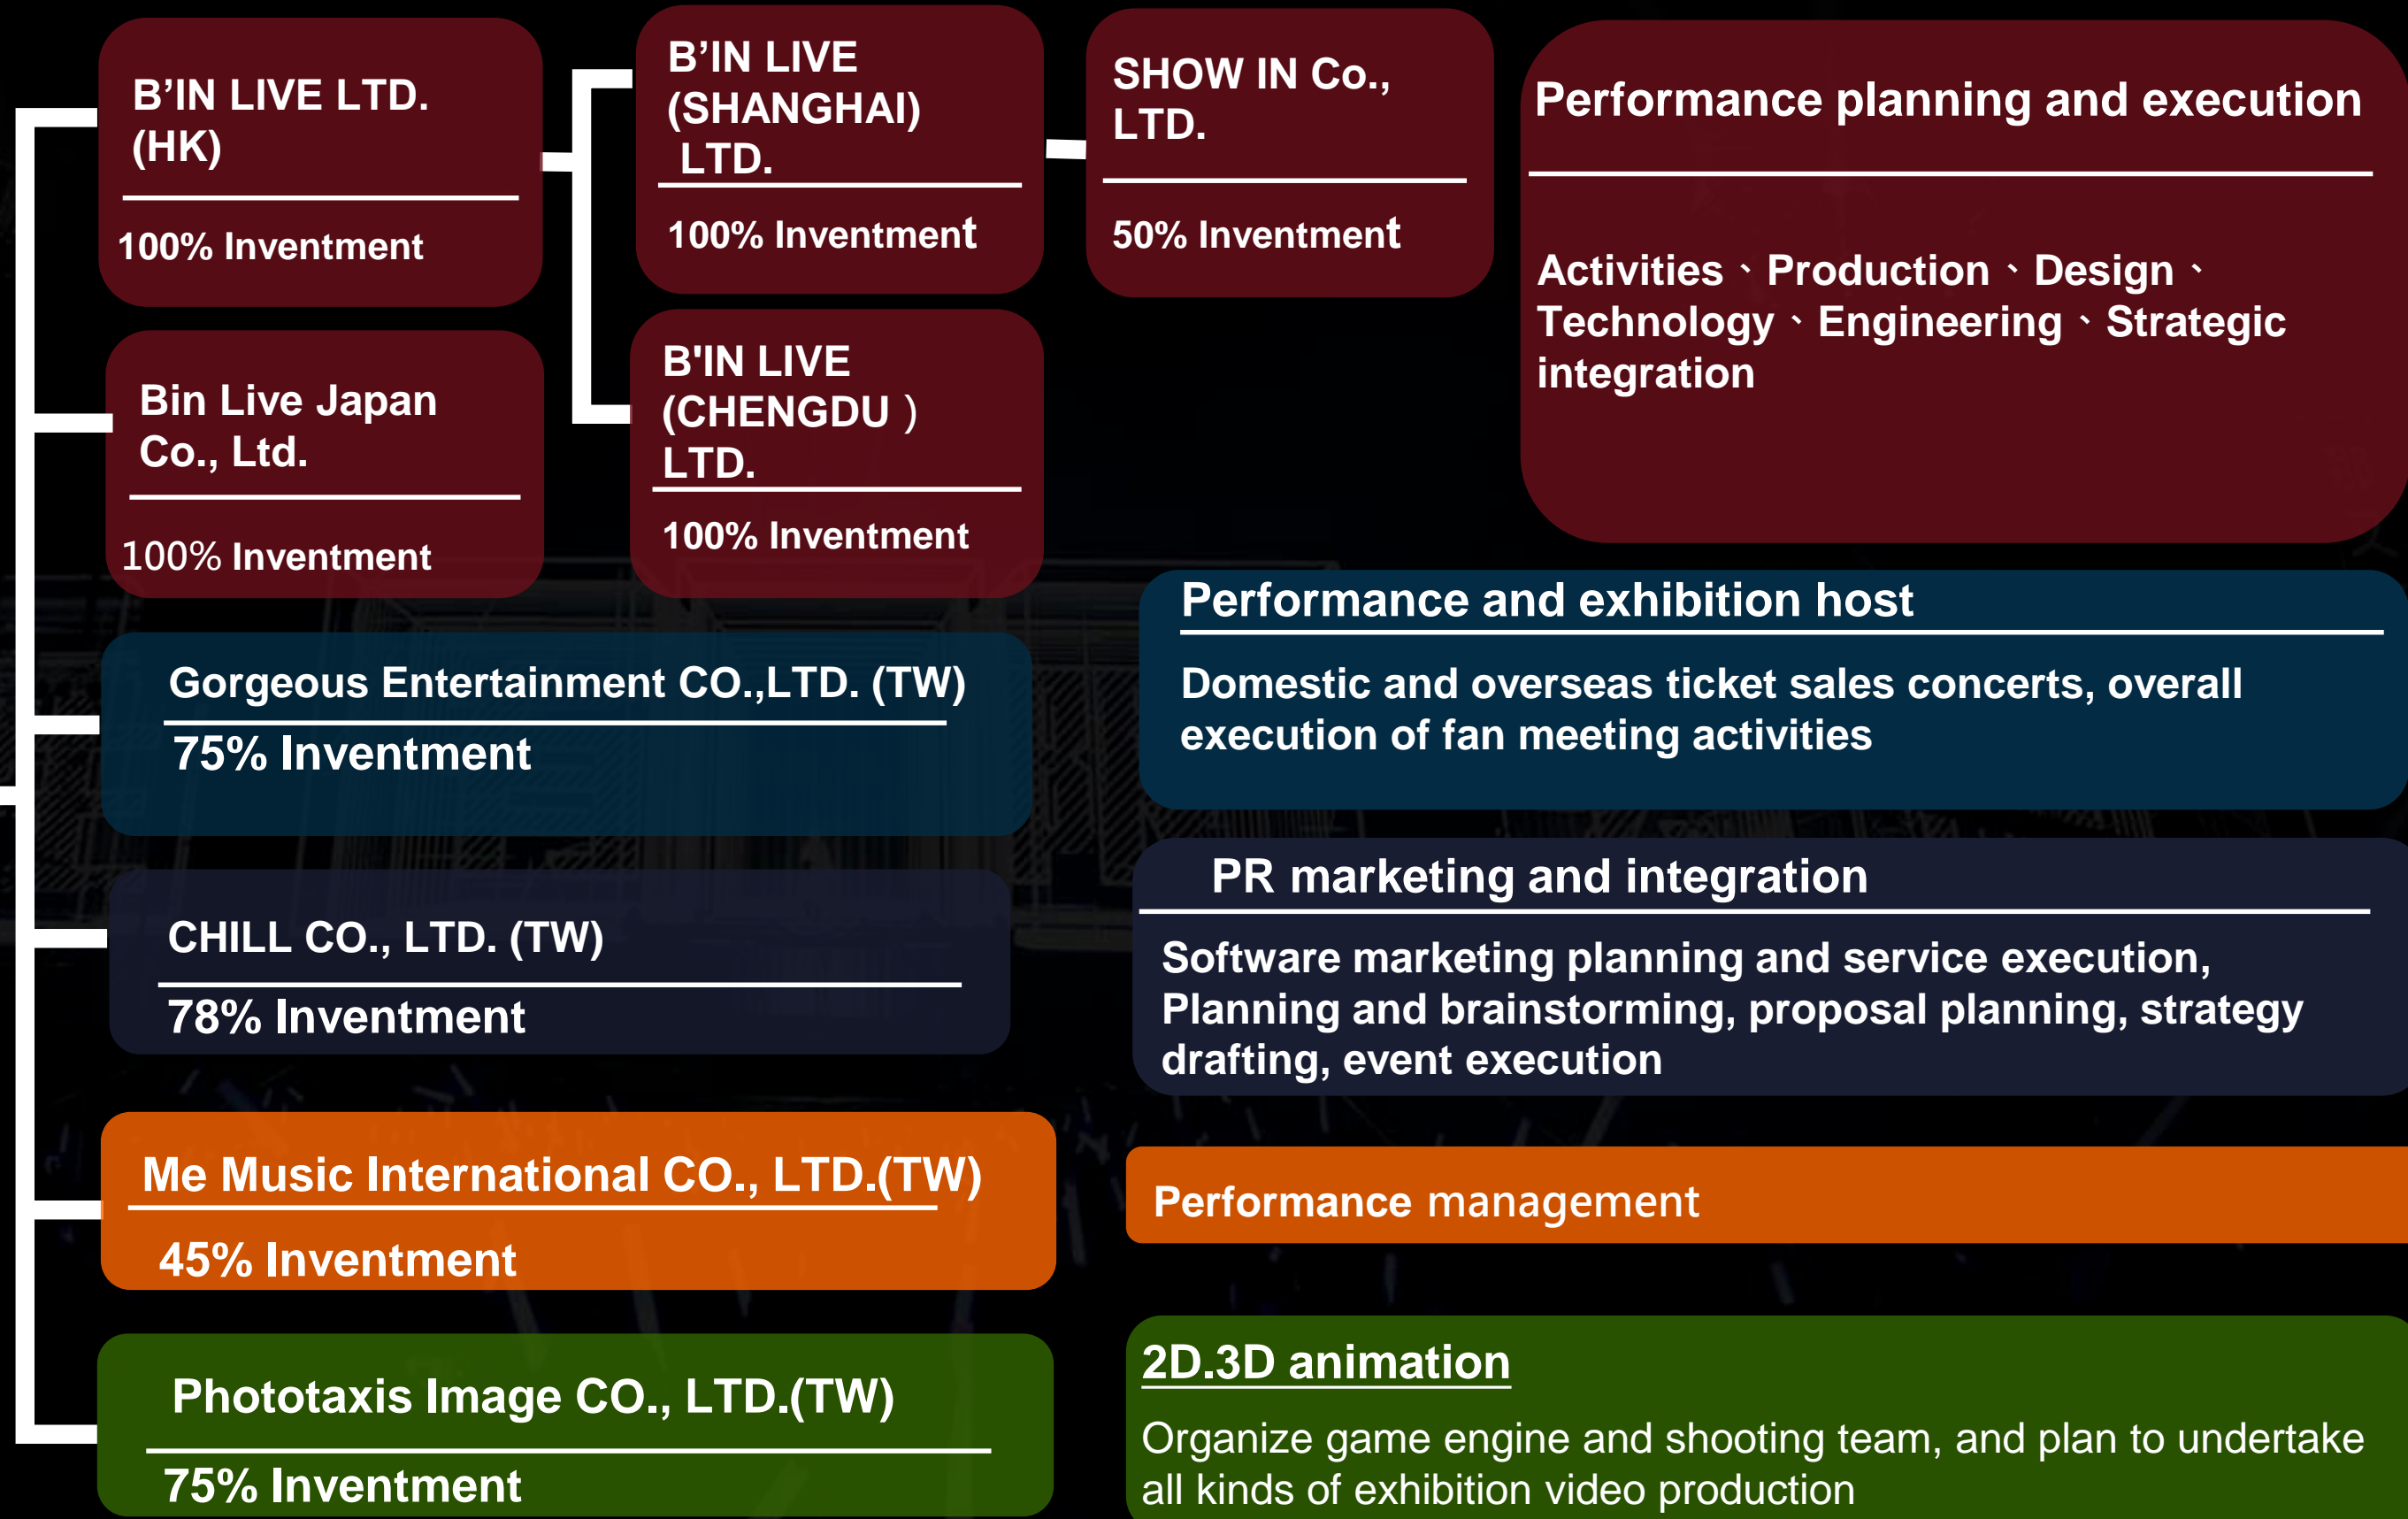 B’IN LIVE LTD.
(HK)
100% Inventment
B’IN LIVE
(SHANGHAI)
LTD.
100% Inventment
SHOW IN Co.,
LTD.
50% Inventment
Performance planning and execution
Activities、Production、Design、
Technology、Engineering、Strategic
integration
Bin Live Japan
Co., Ltd.
100% Inventment
B'IN LIVE
(CHENGDU ）
LTD.
100% Inventment
Gorgeous Entertainment CO.,LTD. (TW)
75% Inventment
Performance and exhibition host
Domestic and overseas ticket sales concerts, overall
execution of fan meeting activities
CHILL CO., LTD. (TW)
78% Inventment
PR marketing and integration
Software marketing planning and service execution,
Planning and brainstorming, proposal planning, strategy
drafting, event execution
Me Music International CO., LTD.(TW)
45% Inventment
Performance management
Phototaxis Image CO., LTD.(TW)
75% Inventment
2D.3D animation
Organize game engine and shooting team, and plan to undertake
all kinds of exhibition video production